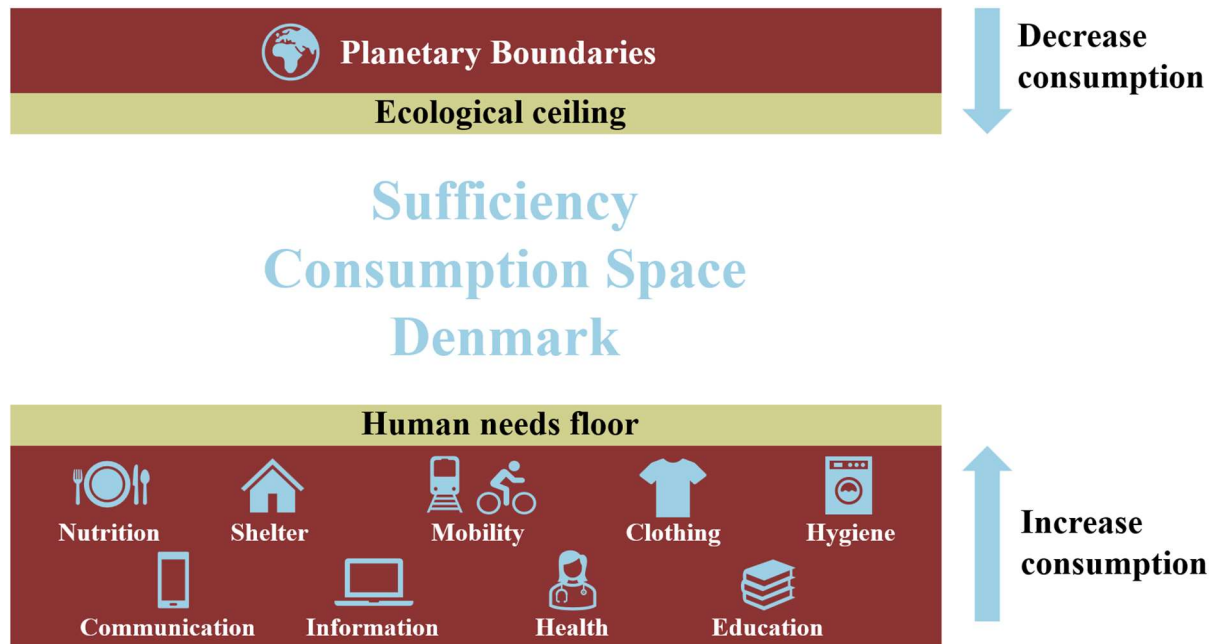 Planetary Boundaries
Ecological ceiling
Decrease
consumption
Sufficiency
Consumption Space
Denmark
Human needs floor
Nutrition
Shelter
Mobility
Clothing
Hygiene
Communication
Information
Health
Education
Increase
consumption